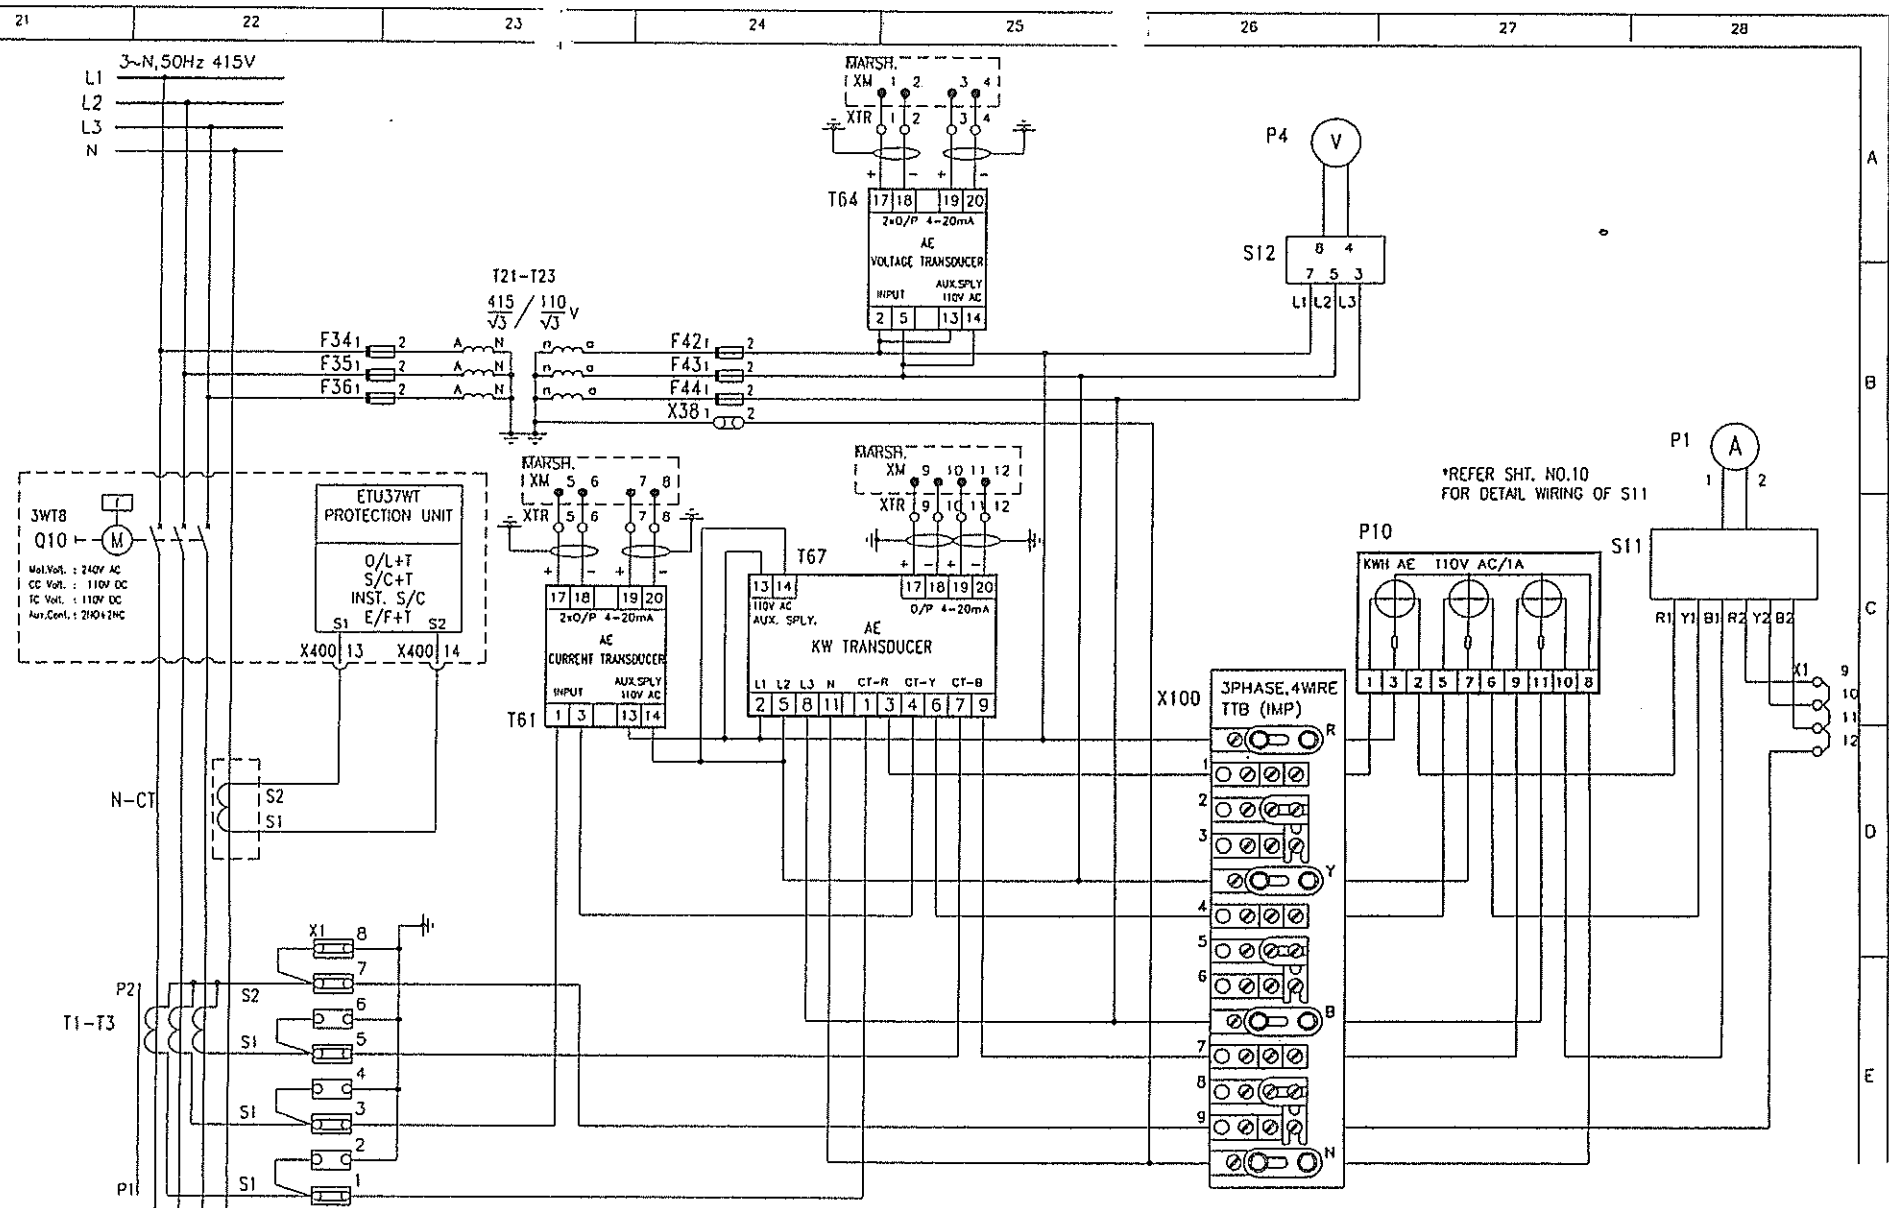 21 22 23 24 25 26 27 28
3~N,50Hz 415V
L1
L2
L3
N
MARSH.
XM 1 2 3 4
XTR 1 2 3 4
+ - + -
T64
17 18 19 20
2xO/P 4-20mA
AE
VOLTAGE TRANSDUCER
INPUT
AUX.SPLY
110V AC
2 5 13 14
P4
V
S12
8 4
7 5 3
L1 L2 L3
A
B
C
D
E
T21-T23
415/√3 / 110/√3 V
F34 1 2 A N n a F42 1 2
F35 1 2 A N n a F43 1 2
F36 1 2 A N n a F44 1 2
X38 1 2
3WT8
Q10
M
Mot.Volt. : 240V AC
CC Volt. : 110V DC
TC Volt. : 110V DC
Aux.Cont. : 2NO+2NC
ETU37WT
PROTECTION UNIT
O/L+T
S/C+T
INST. S/C
E/F+T
S1 S2
X400 13 X400 14
MARSH.
XM 5 6 7 8
XTR 5 6 7 8
+ - + -
17 18 19 20
2xO/P 4-20mA
AE
CURRENT TRANSDUCER
INPUT
AUX.SPLY
110V AC
T61
1 3 13 14
MARSH.
XM 9 10 11 12
XTR 9 10 11 12
+ - + -
T67
13 14 17 18 19 20
110V AC
AUX. SPLY.
O/P 4-20mA
AE
KW TRANSDUCER
L1 L2 L3 N CT-R CT-Y CT-B
2 5 8 11 1 3 4 6 7 9
P1
A
1 2
*REFER SHT. NO.10
FOR DETAIL WIRING OF S11
S11
R1 Y1 B1 R2 Y2 B2
X1 9
10
11
12
P10
KWH AE 110V AC/1A
1 3 2 5 7 6 9 11 10 8
X100
3PHASE,4WIRE
TTB (IMP)
R
1
2
3
Y
4
5
6
B
7
8
9
N
N-CT
S2
S1
X1 8
7
6
5
4
3
2
1
P2
S2
T1-T3
S1
S1
P1
S1